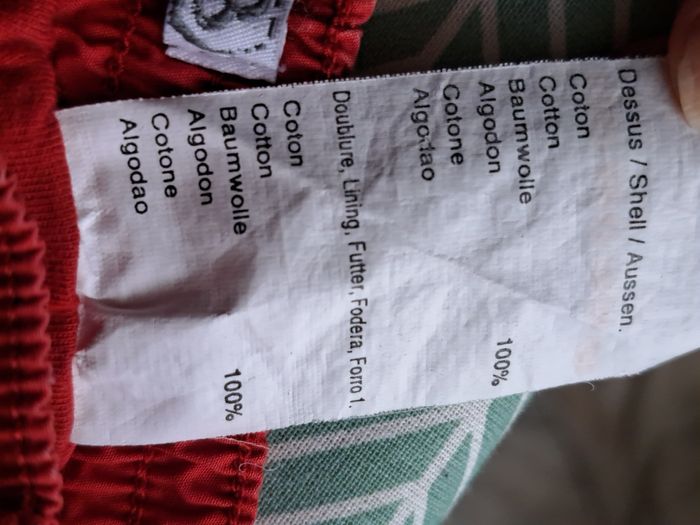 Dessus / Shell / Aussen.
Coton
Cotton
Baumwolle 100%
Algodon
Cotone
Algodao
Doublure, Lining, Futter, Fodera, Forro 1.
Coton
Cotton
Baumwolle 100%
Algodon
Cotone
Algodao